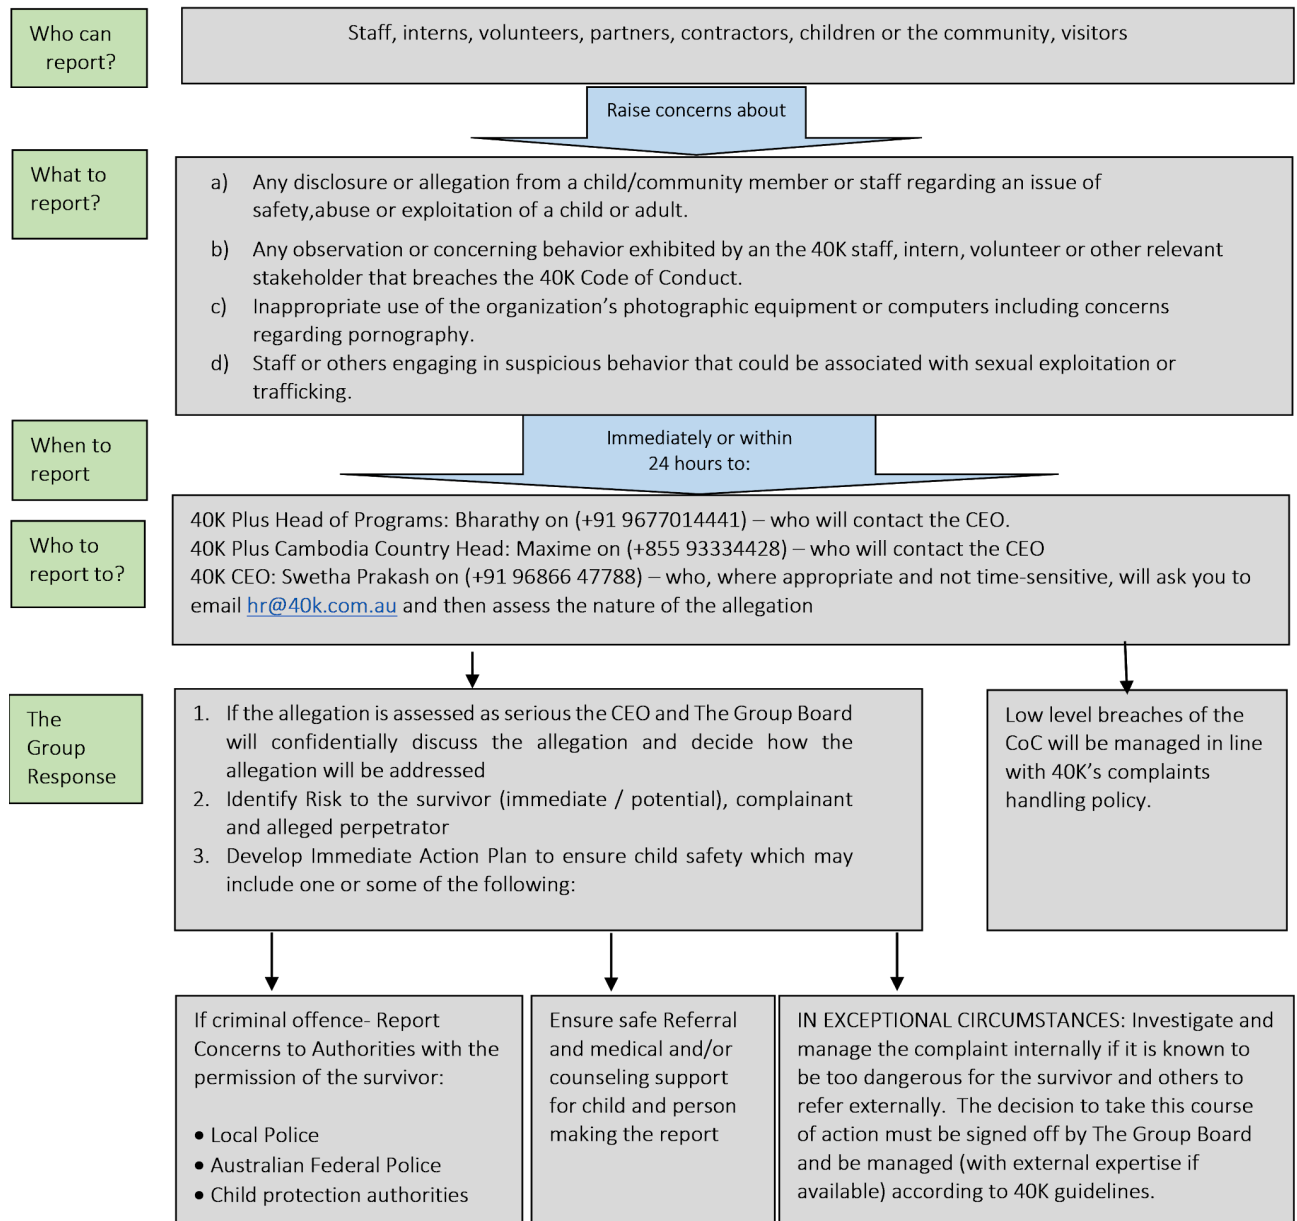 Who can
report?
Staff, interns, volunteers, partners, contractors, children or the community, visitors
Raise concerns about
What to
report?
a) Any disclosure or allegation from a child/community member or staff regarding an issue of
safety,abuse or exploitation of a child or adult.
b) Any observation or concerning behavior exhibited by an the 40K staff, intern, volunteer or other relevant
stakeholder that breaches the 40K Code of Conduct.
c) Inappropriate use of the organization’s photographic equipment or computers including concerns
regarding pornography.
d) Staff or others engaging in suspicious behavior that could be associated with sexual exploitation or
trafficking.
When to
report
Immediately or within
24 hours to:
Who to
report to?
40K Plus Head of Programs: Bharathy on (+91 9677014441) – who will contact the CEO.
40K Plus Cambodia Country Head: Maxime on (+855 93334428) – who will contact the CEO
40K CEO: Swetha Prakash on (+91 96866 47788) – who, where appropriate and not time-sensitive, will ask you to
email hr@40k.com.au and then assess the nature of the allegation
The
Group
Response
1. If the allegation is assessed as serious the CEO and The Group Board
will confidentially discuss the allegation and decide how the
allegation will be addressed
2. Identify Risk to the survivor (immediate / potential), complainant
and alleged perpetrator
3. Develop Immediate Action Plan to ensure child safety which may
include one or some of the following:
Low level breaches of the
CoC will be managed in line
with 40K’s complaints
handling policy.
If criminal offence- Report
Concerns to Authorities with the
permission of the survivor:
• Local Police
• Australian Federal Police
• Child protection authorities
Ensure safe Referral
and medical and/or
counseling support
for child and person
making the report
IN EXCEPTIONAL CIRCUMSTANCES: Investigate and
manage the complaint internally if it is known to
be too dangerous for the survivor and others to
refer externally.  The decision to take this course
of action must be signed off by The Group Board
and be managed (with external expertise if
available) according to 40K guidelines.